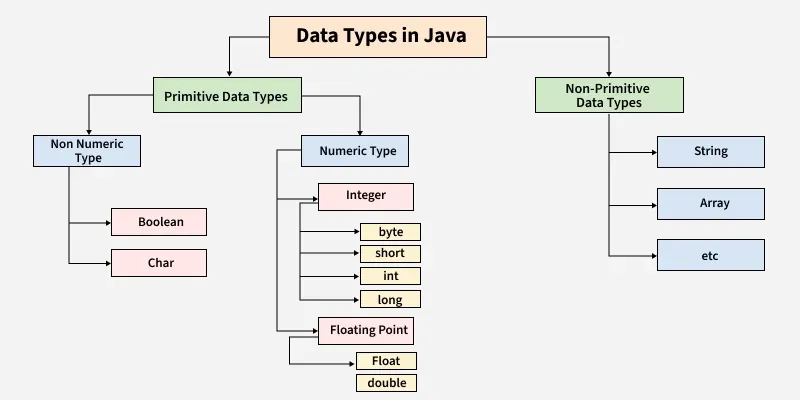 Data Types in Java
Primitive Data Types
Non-Primitive
Data Types
Non Numeric
Type
Numeric Type
String
Integer
Array
Boolean
byte
short
Char
etc
int
long
Floating Point
Float
double